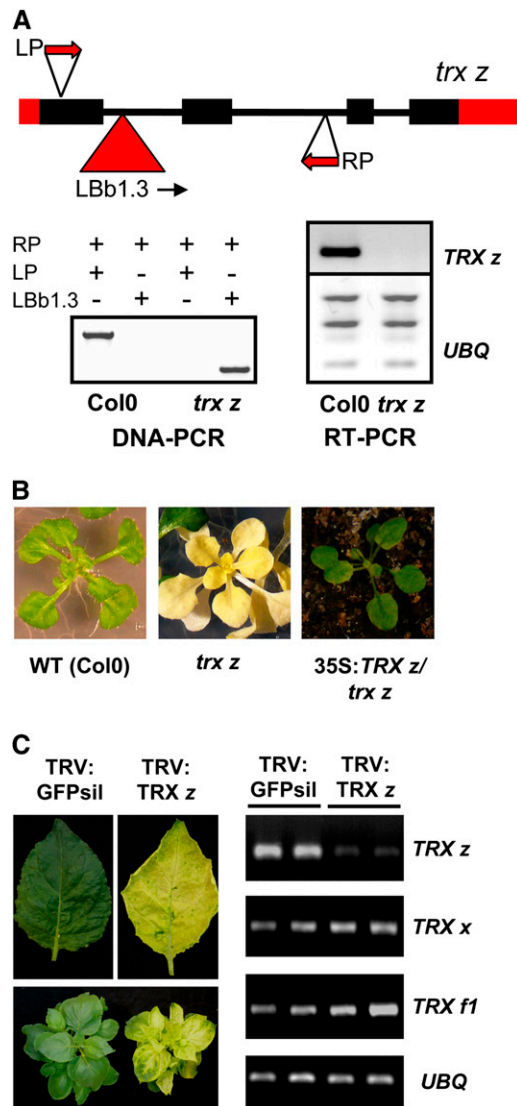 A
LP
trx z
RP
LBb1.3
RP + + + +
LP + - + -
LBb1.3 - + - +
Col0 trx z
DNA-PCR
TRX z
UBQ
Col0 trx z
RT-PCR
B
WT (Col0)
trx z
35S:TRX z/
trx z
C
TRV:
GFPsil
TRV:
TRX z
TRV:
GFPsil
TRV:
TRX z
TRX z
TRX x
TRX f1
UBQ